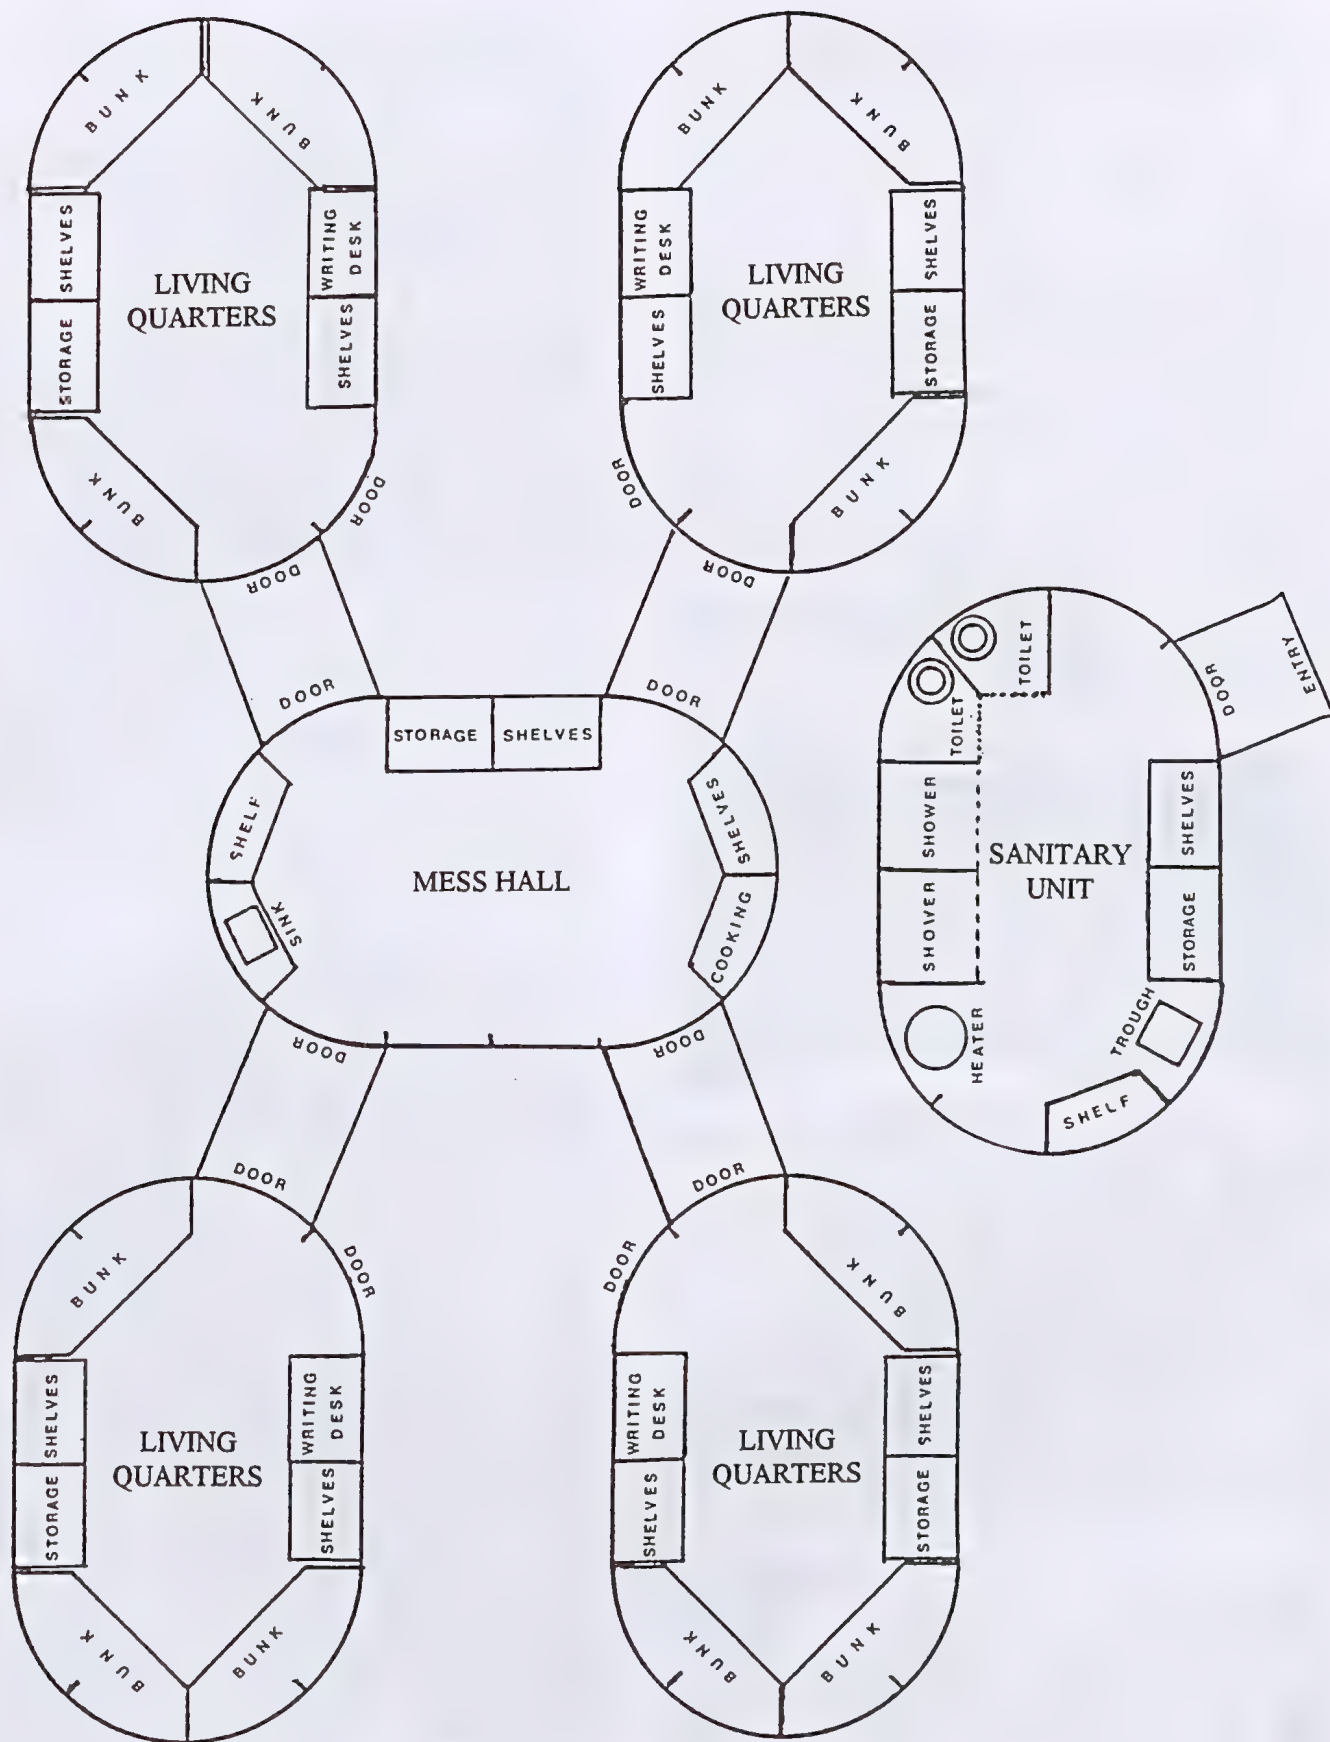 BUNK
BUNK
SHELVES
STORAGE
LIVING
QUARTERS
WRITING
DESK
SHELVES
BUNK
DOOR
DOOR
BUNK
BUNK
WRITING
DESK
SHELVES
LIVING
QUARTERS
SHELVES
STORAGE
DOOR
BUNK
DOOR
DOOR
STORAGE
SHELVES
DOOR
SHELF
SHELVES
MESS HALL
SINK
COOKING
DOOR
DOOR
TOILET
TOILET
DOOR
ENTRY
SHOWER
SHOWER
SANITARY
UNIT
SHELVES
STORAGE
HEATER
TROUGH
SHELF
DOOR
BUNK
DOOR
SHELVES
STORAGE
LIVING
QUARTERS
WRITING
DESK
SHELVES
BUNK
BUNK
DOOR
DOOR
BUNK
WRITING
DESK
SHELVES
LIVING
QUARTERS
SHELVES
STORAGE
BUNK
BUNK